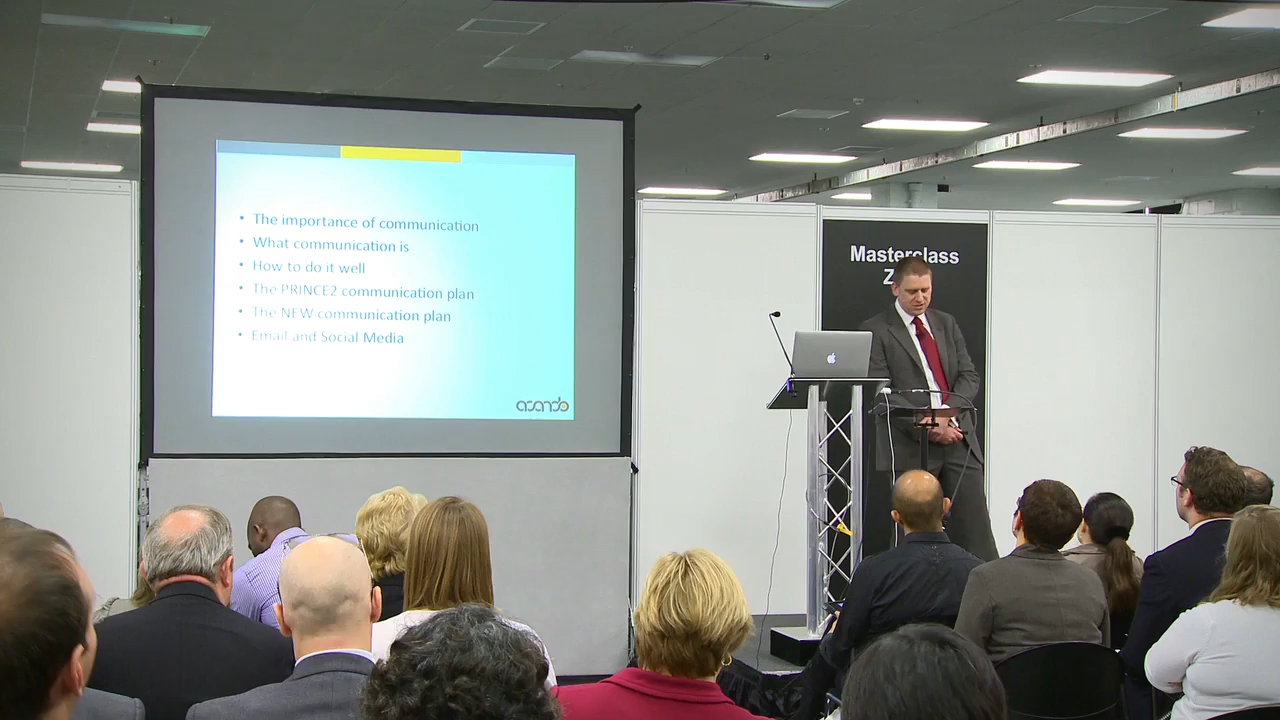 • The importance of communication
• What communication is
• How to do it well
• The PRINCE2 communication plan
• The NEW communication plan
• Email and Social Media
asando
Masterclass